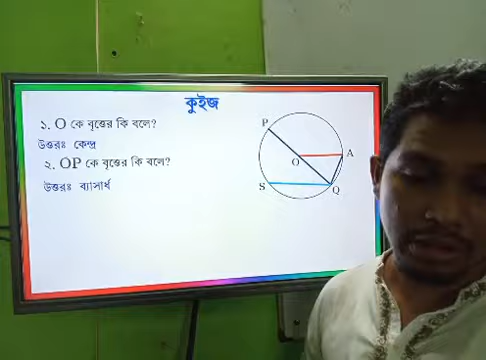 কুইজ
১. O কে বৃত্তের কি বলে?
উত্তরঃ কেন্দ্র
২. OP কে বৃত্তের কি বলে?
উত্তরঃ ব্যাসার্ধ
P
O
A
S
Q